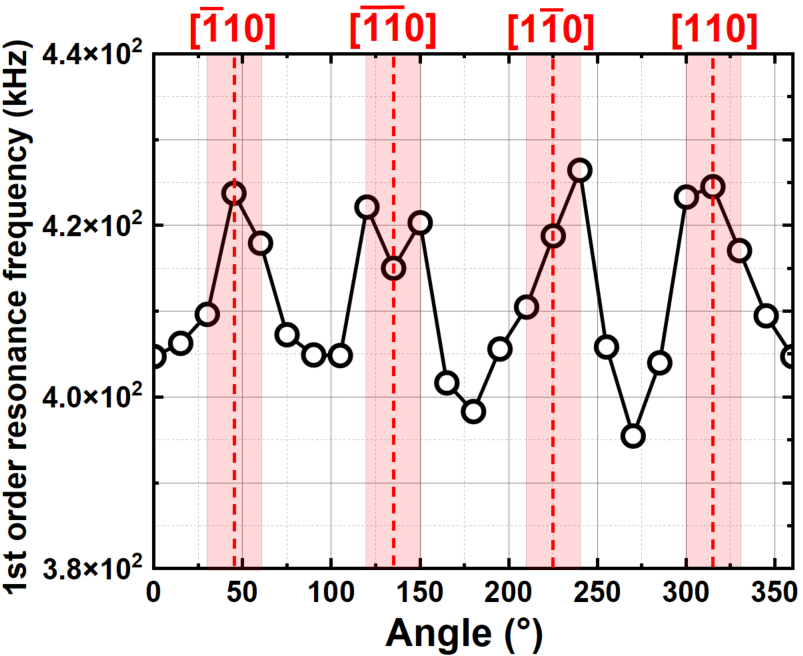 [1̅10] [1̅1̅0] [11̅0] [110]
1st order resonance frequency (kHz)
4.4×10²
4.2×10²
4.0×10²
3.8×10²
0 50 100 150 200 250 300 350
Angle (°)